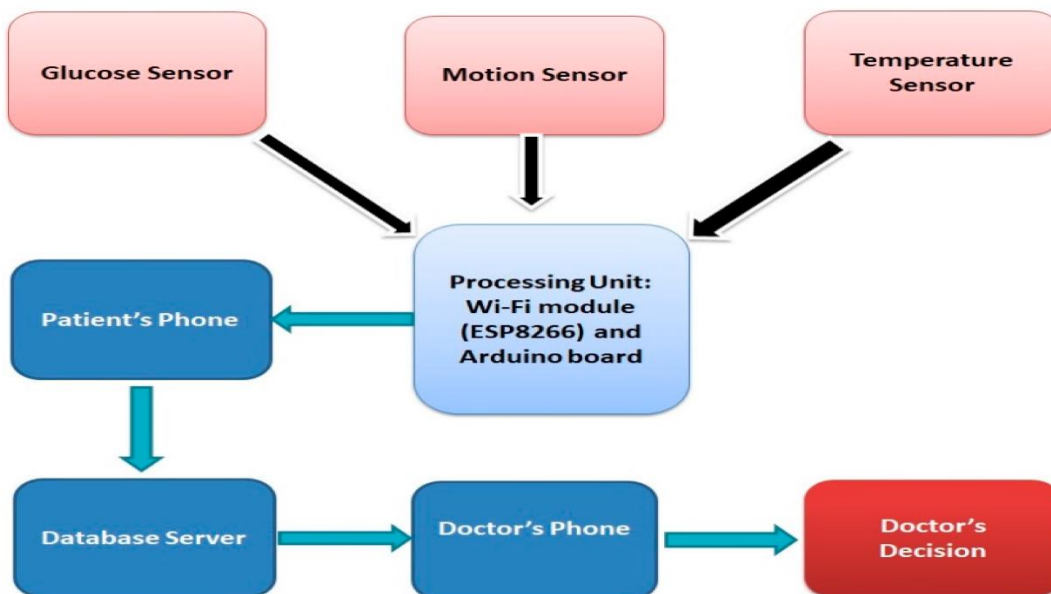 Glucose Sensor
Motion Sensor
Temperature
Sensor
Processing Unit:
Wi-Fi module
(ESP8266) and
Arduino board
Patient’s Phone
Database Server
Doctor’s Phone
Doctor’s
Decision